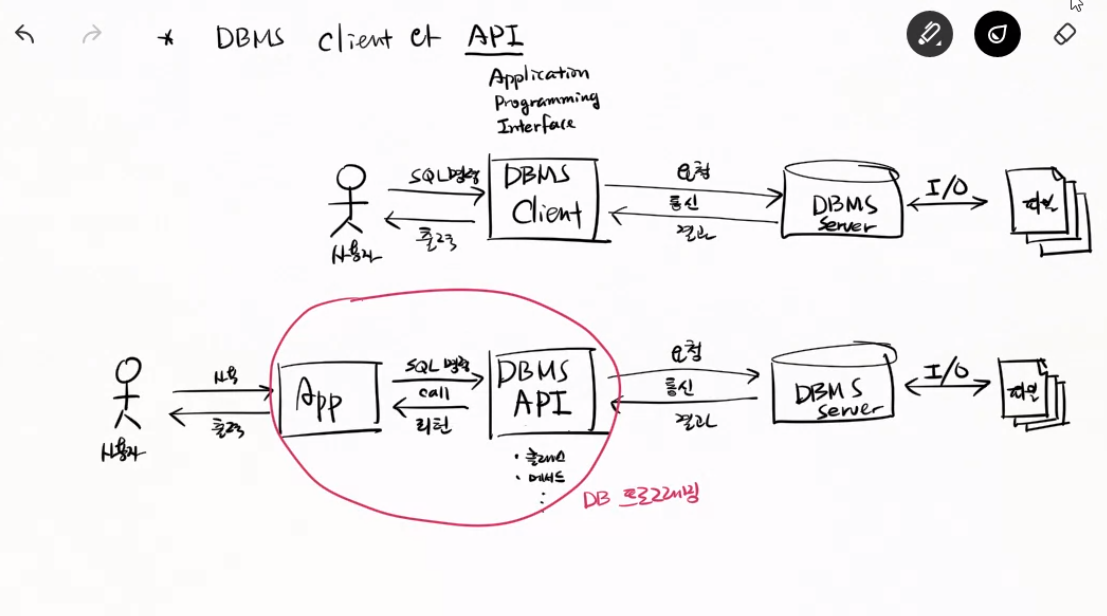 * DBMS Client 와 API
Application
Programming
Interface
SQL명령
출력
사용자
DBMS
Client
요청
통신
결과
DBMS
Server
I/O
파일
사용자
사용
출력
App
SQL 명령
call
리턴
DBMS
API
· 클래스
· 메서드
⋮
DB 프로그래밍
요청
통신
결과
DBMS
Server
I/O
파일